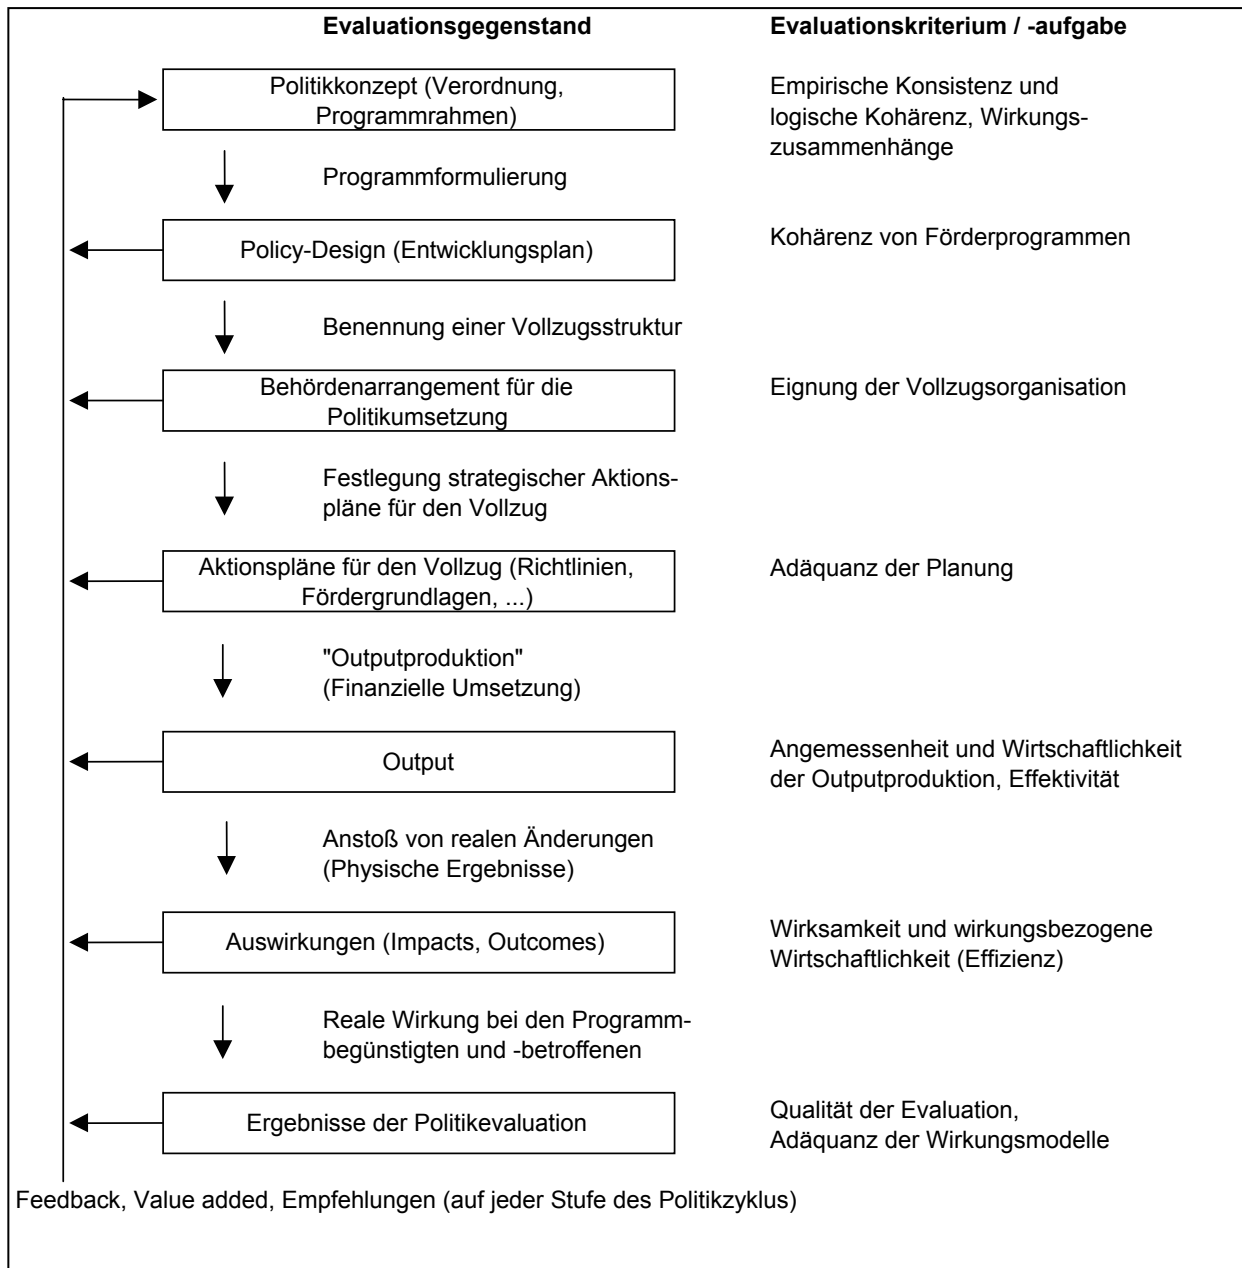 Evaluationsgegenstand
Evaluationskriterium / -aufgabe
Politikkonzept (Verordnung,
Programmrahmen)
Empirische Konsistenz und
logische Kohärenz, Wirkungs-
zusammenhänge
Programmformulierung
Policy-Design (Entwicklungsplan)
Kohärenz von Förderprogrammen
Benennung einer Vollzugsstruktur
Behördenarrangement für die
Politikumsetzung
Eignung der Vollzugsorganisation
Festlegung strategischer Aktions-
pläne für den Vollzug
Aktionspläne für den Vollzug (Richtlinien,
Fördergrundlagen, ...)
Adäquanz der Planung
"Outputproduktion"
(Finanzielle Umsetzung)
Output
Angemessenheit und Wirtschaftlichkeit
der Outputproduktion, Effektivität
Anstoß von realen Änderungen
(Physische Ergebnisse)
Auswirkungen (Impacts, Outcomes)
Wirksamkeit und wirkungsbezogene
Wirtschaftlichkeit (Effizienz)
Reale Wirkung bei den Programm-
begünstigten und -betroffenen
Ergebnisse der Politikevaluation
Qualität der Evaluation,
Adäquanz der Wirkungsmodelle
Feedback, Value added, Empfehlungen (auf jeder Stufe des Politikzyklus)